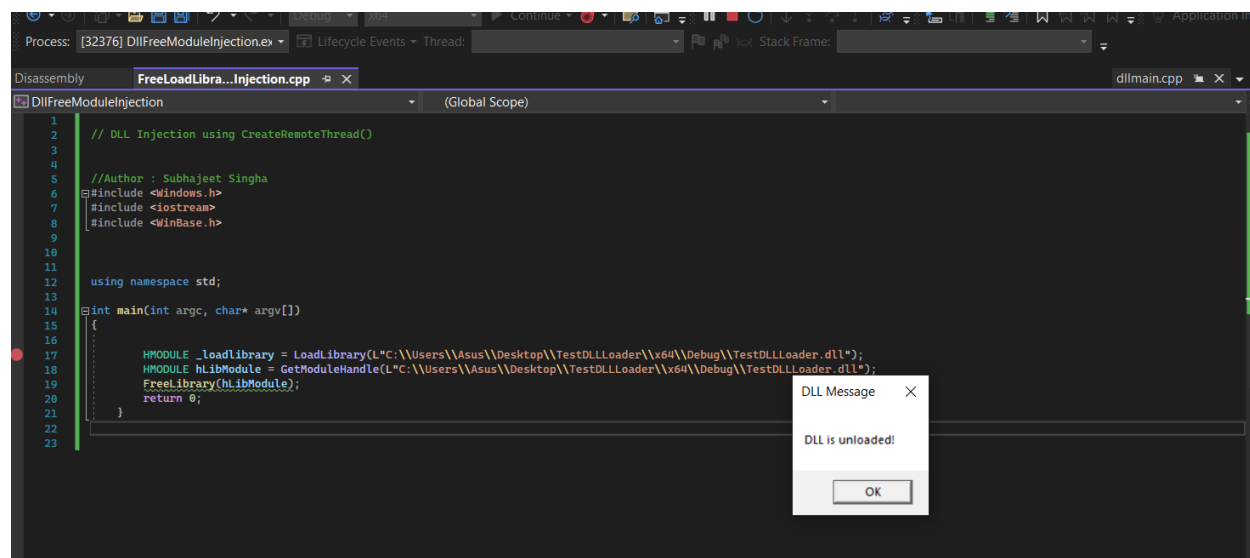 Debug x64 Continue Application In
Process: [32376] DllFreeModuleInjection.ex Lifecycle Events Thread: Stack Frame:
Disassembly FreeLoadLibra...Injection.cpp dllmain.cpp
DllFreeModuleInjection (Global Scope)
1
2 // DLL Injection using CreateRemoteThread()
3
4
5 //Author : Subhajeet Singha
6 #include <Windows.h>
7 #include <iostream>
8 #include <WinBase.h>
9
10
11
12 using namespace std;
13
14 int main(int argc, char* argv[])
15 {
16
17 HMODULE _loadlibrary = LoadLibrary(L"C:\\Users\\Asus\\Desktop\\TestDLLLoader\\x64\\Debug\\TestDLLLoader.dll");
18 HMODULE hLibModule = GetModuleHandle(L"C:\\Users\\Asus\\Desktop\\TestDLLLoader\\x64\\Debug\\TestDLLLoader.dll");
19 FreeLibrary(hLibModule);
20 return 0;
21 }
22
23
DLL Message
DLL is unloaded!
OK